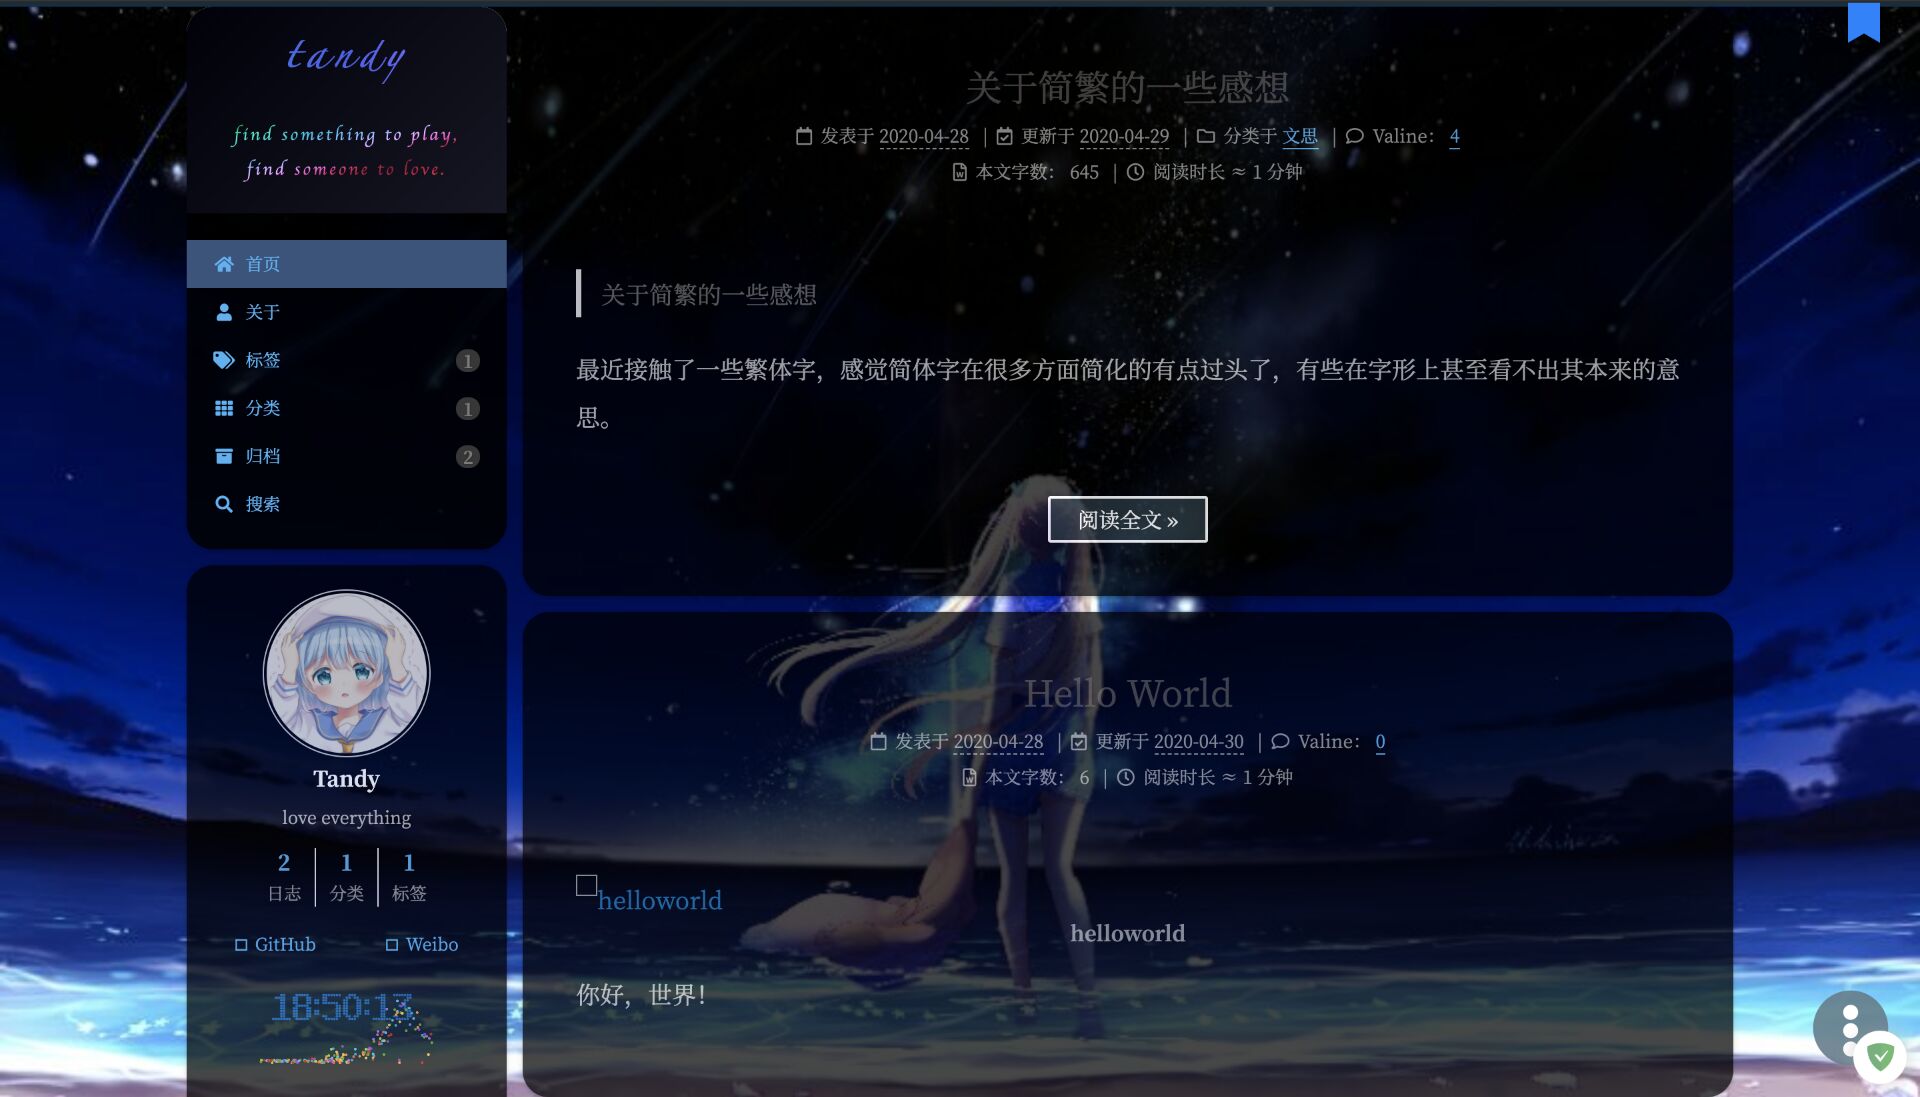 tandy
find something to play,
find someone to love.
首页
关于
标签 1
分类 1
归档 2
搜索
Tandy
love everything
2 1 1
日志 分类 标签
GitHub Weibo
18:50:13
关于简繁的一些感想
发表于 2020-04-28 | 更新于 2020-04-29 | 分类于 文思 | Valine: 4
本文字数: 645 | 阅读时长 ≈ 1 分钟
关于简繁的一些感想
最近接触了一些繁体字，感觉简体字在很多方面简化的有点过头了，有些在字形上甚至看不出其本来的意
思。
阅读全文 »
Hello World
发表于 2020-04-28 | 更新于 2020-04-30 | Valine: 0
本文字数: 6 | 阅读时长 ≈ 1 分钟
helloworld
helloworld
你好，世界！